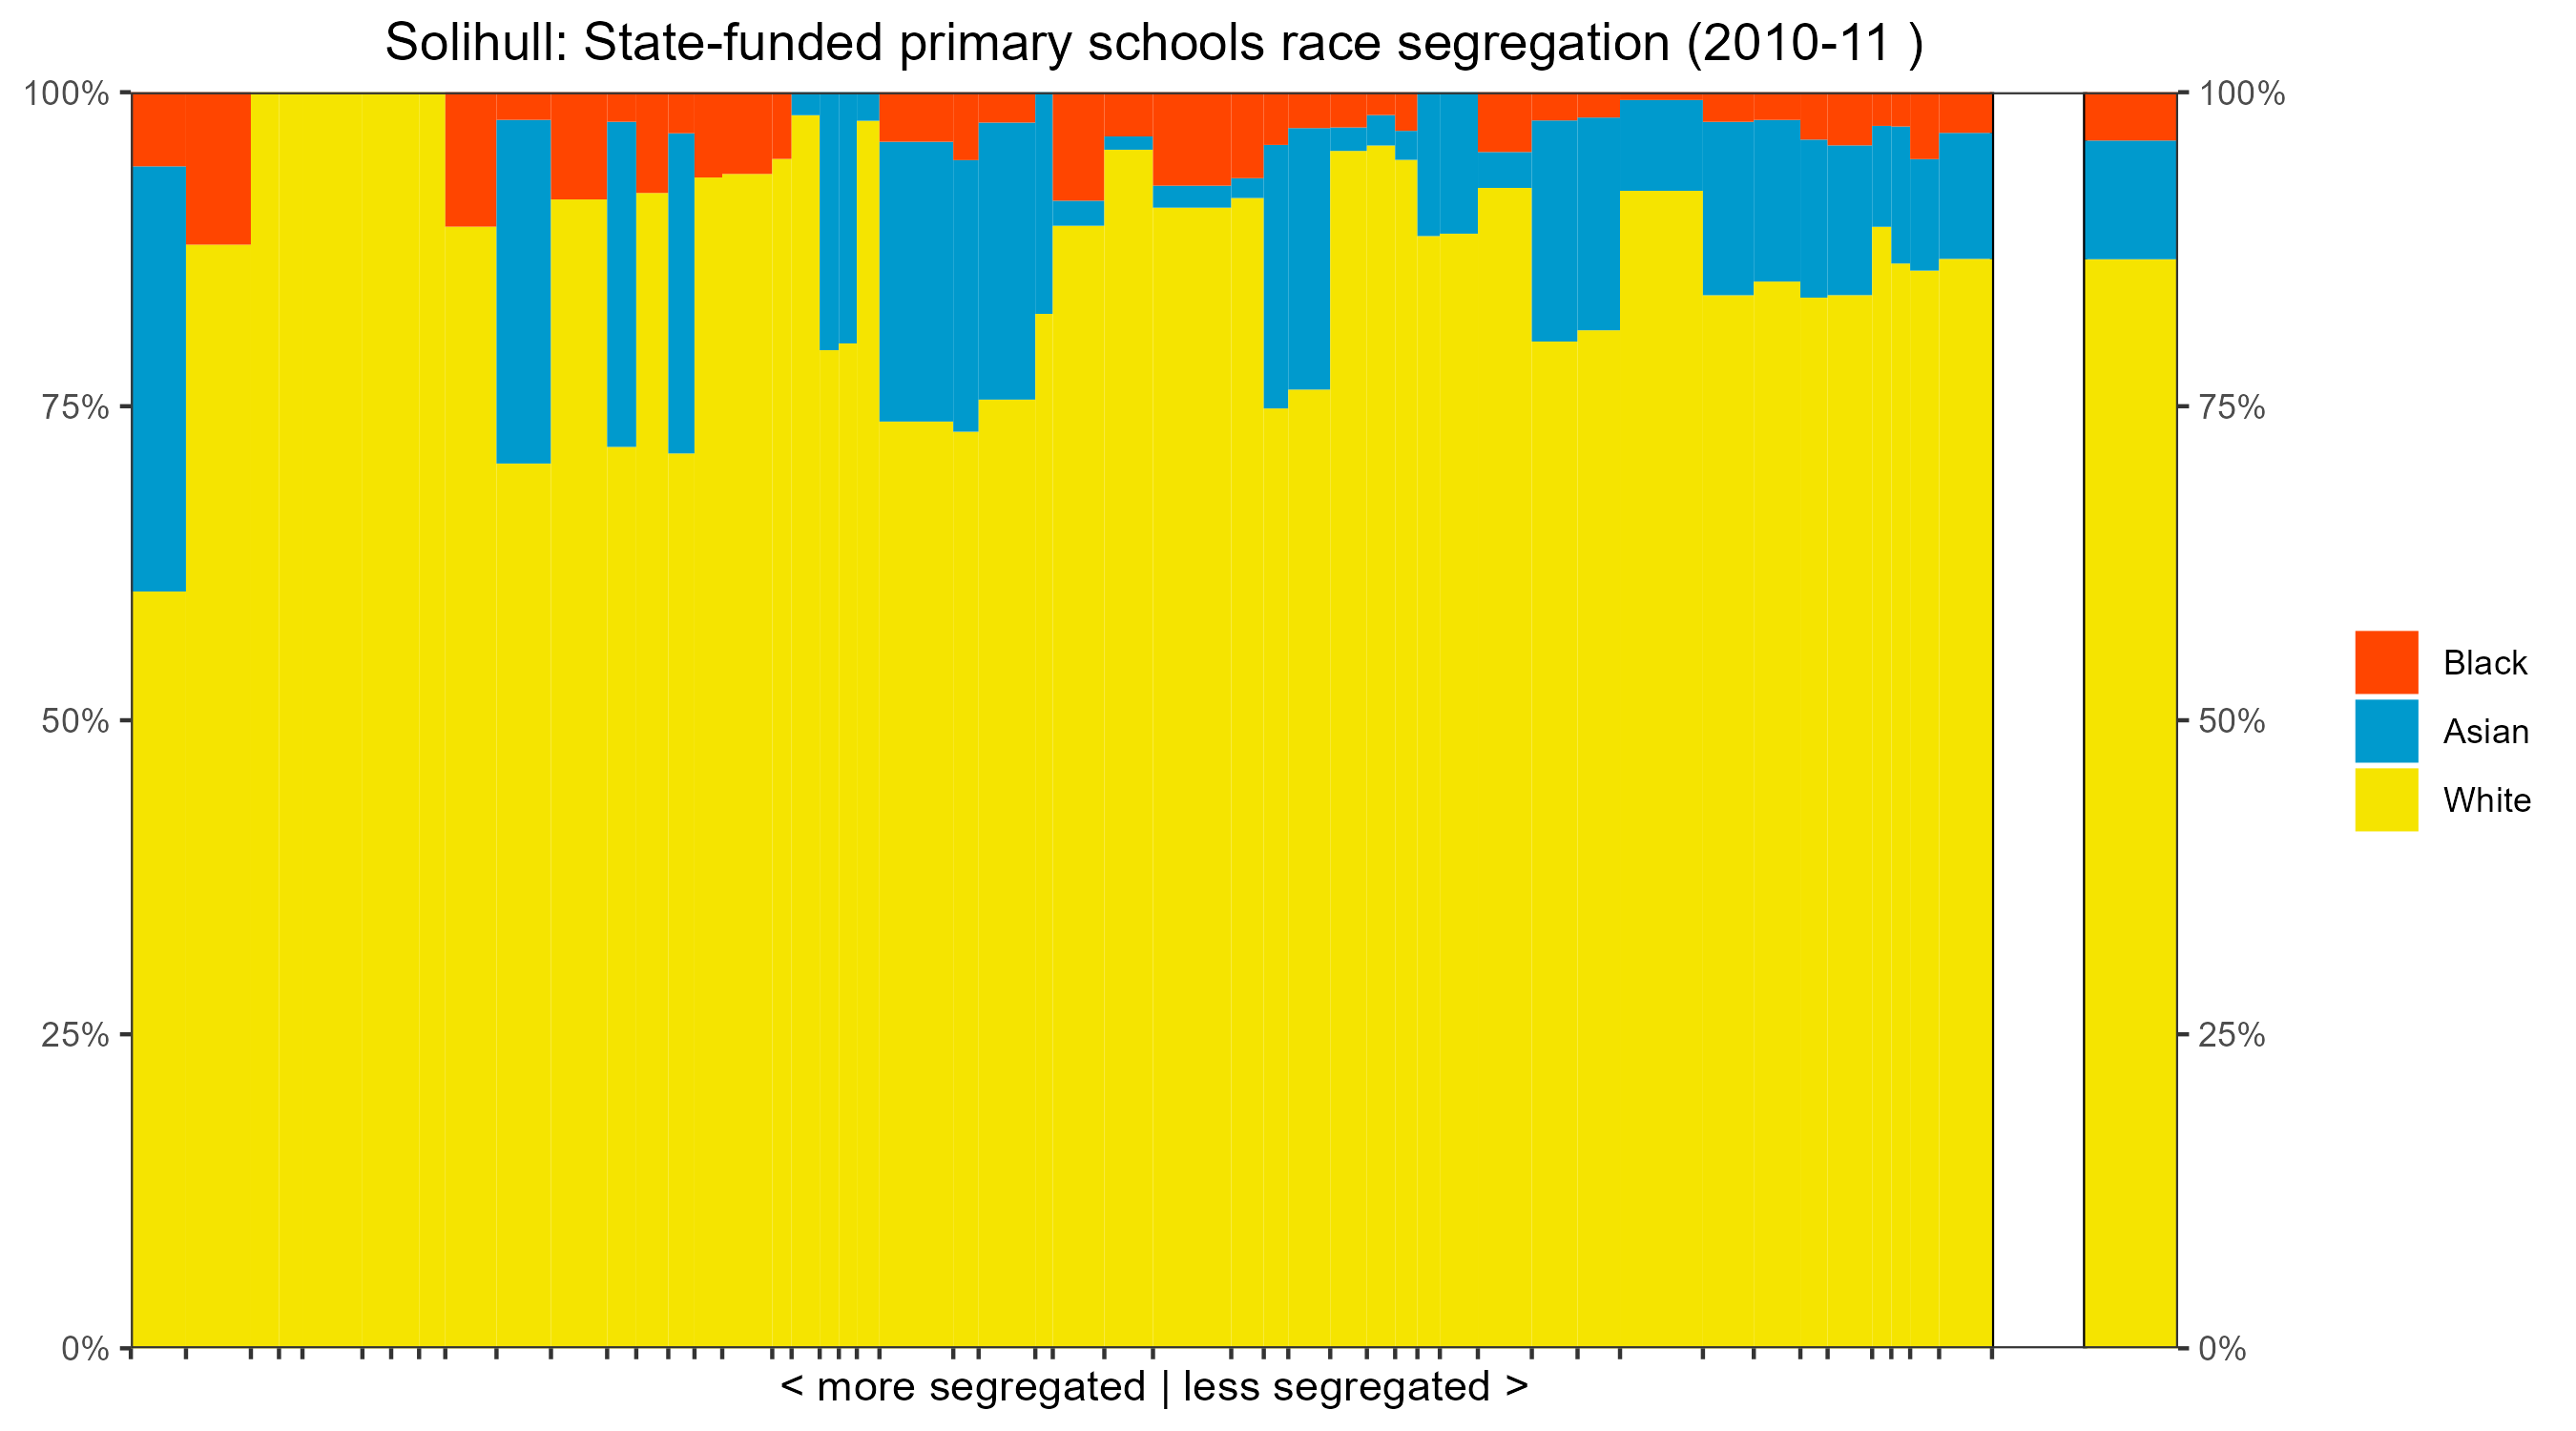 Solihull: State-funded primary schools race segregation (2010-11 )
100%
75%
50%
25%
0%
100%
75%
50%
25%
0%
Black
Asian
White
< more segregated | less segregated >